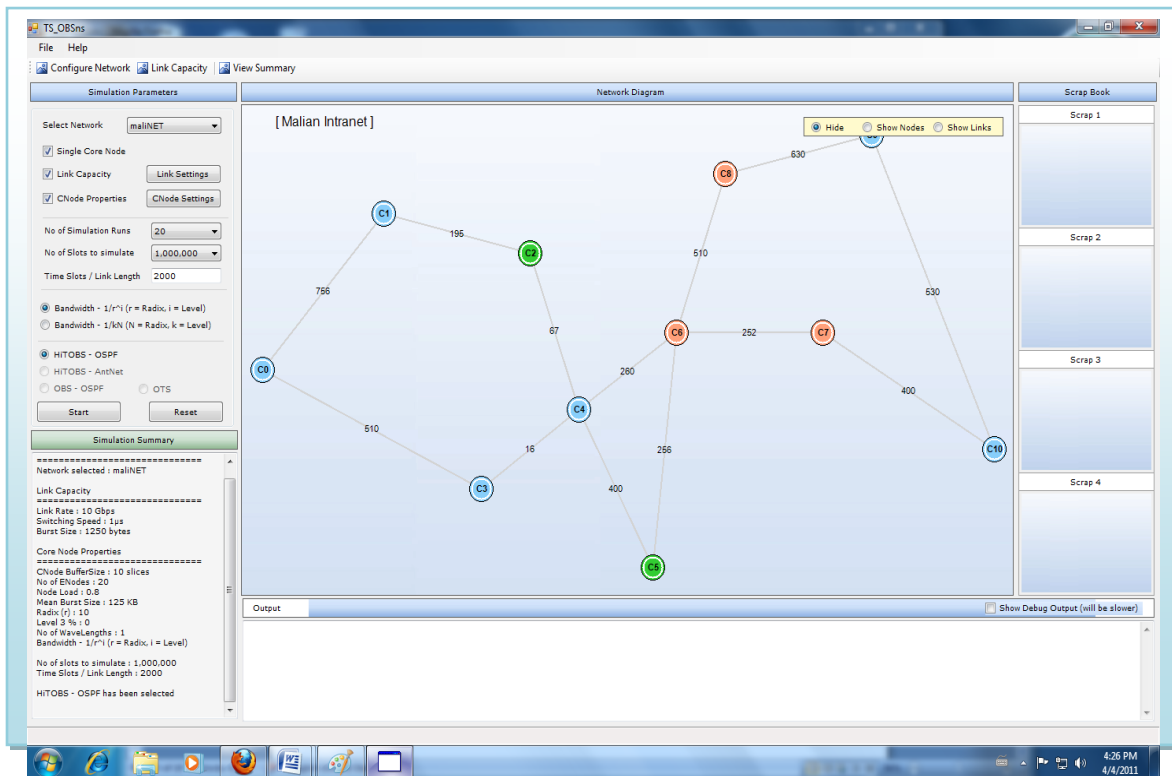 TS_OBSns
File Help
Configure Network Link Capacity View Summary
Simulation Parameters
Select Network maliNET
Single Core Node
Link Capacity Link Settings
CNode Properties CNode Settings
No of Simulation Runs 20
No of Slots to simulate 1,000,000
Time Slots / Link Length 2000
Bandwidth - 1/r^i (r = Radix, i = Level)
Bandwidth - 1/kN (N = Radix, k = Level)
HiTOBS - OSPF
HiTOBS - AntNet
OBS - OSPF OTS
Start Reset
Simulation Summary
===============================
Network selected : maliNET
Link Capacity
===============================
Link Rate : 10 Gbps
Switching Speed : 1µs
Burst Size : 1250 bytes
Core Node Properties
===============================
CNode BufferSize : 10 slices
No of ENodes : 20
Node Load : 0.8
Mean Burst Size : 125 KB
Radix (r) : 10
Level 3 % : 0
No of WaveLengths : 1
Bandwidth - 1/r^i (r = Radix, i = Level)
No of slots to simulate : 1,000,000
Time Slots / Link Length : 2000
HiTOBS - OSPF has been selected
Network Diagram
[ Malian Intranet ]
Hide Show Nodes Show Links
630
C8
C1
195
C2
510
756
530
67
C6
252
C7
C0
260
400
C4
510
16
256
C10
C3
400
C5
Output
Show Debug Output (will be slower)
Scrap Book
Scrap 1
Scrap 2
Scrap 3
Scrap 4
4:26 PM
4/4/2011